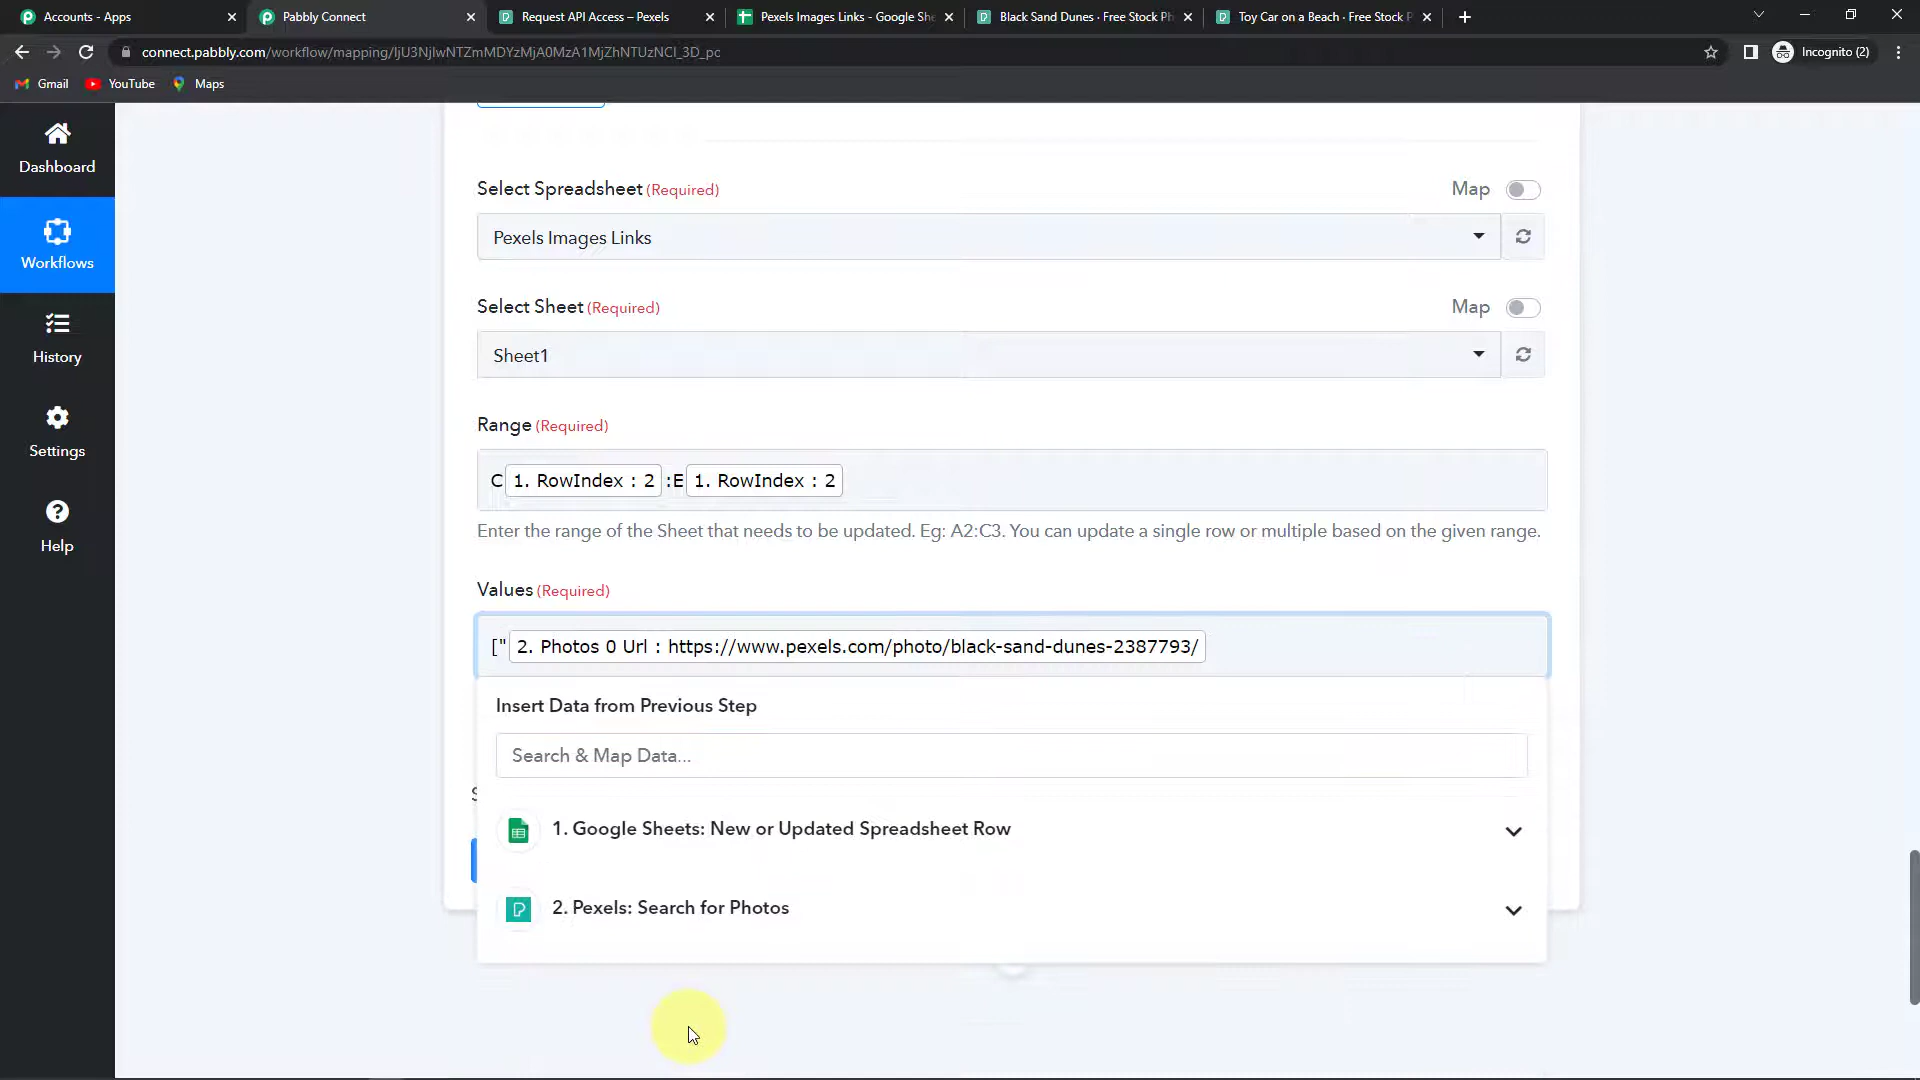 Accounts - Apps
Pabbly Connect
Request API Access – Pexels
Pexels Images Links - Google She
Black Sand Dunes · Free Stock Ph
Toy Car on a Beach · Free Stock P
connect.pabbly.com/workflow/mapping/IjU3NjIwNTZmMDYzMjA0MzA1MjZhNTUzNCI_3D_pc
Incognito (2)
Gmail
YouTube
Maps
Dashboard
Workflows
History
Settings
Help
Select Spreadsheet (Required)
Map
Pexels Images Links
Select Sheet (Required)
Map
Sheet1
Range (Required)
C 1. RowIndex : 2 :E 1. RowIndex : 2
Enter the range of the Sheet that needs to be updated. Eg: A2:C3. You can update a single row or multiple based on the given range.
Values (Required)
[" 2. Photos 0 Url : https://www.pexels.com/photo/black-sand-dunes-2387793/
Insert Data from Previous Step
Search & Map Data...
1. Google Sheets: New or Updated Spreadsheet Row
2. Pexels: Search for Photos